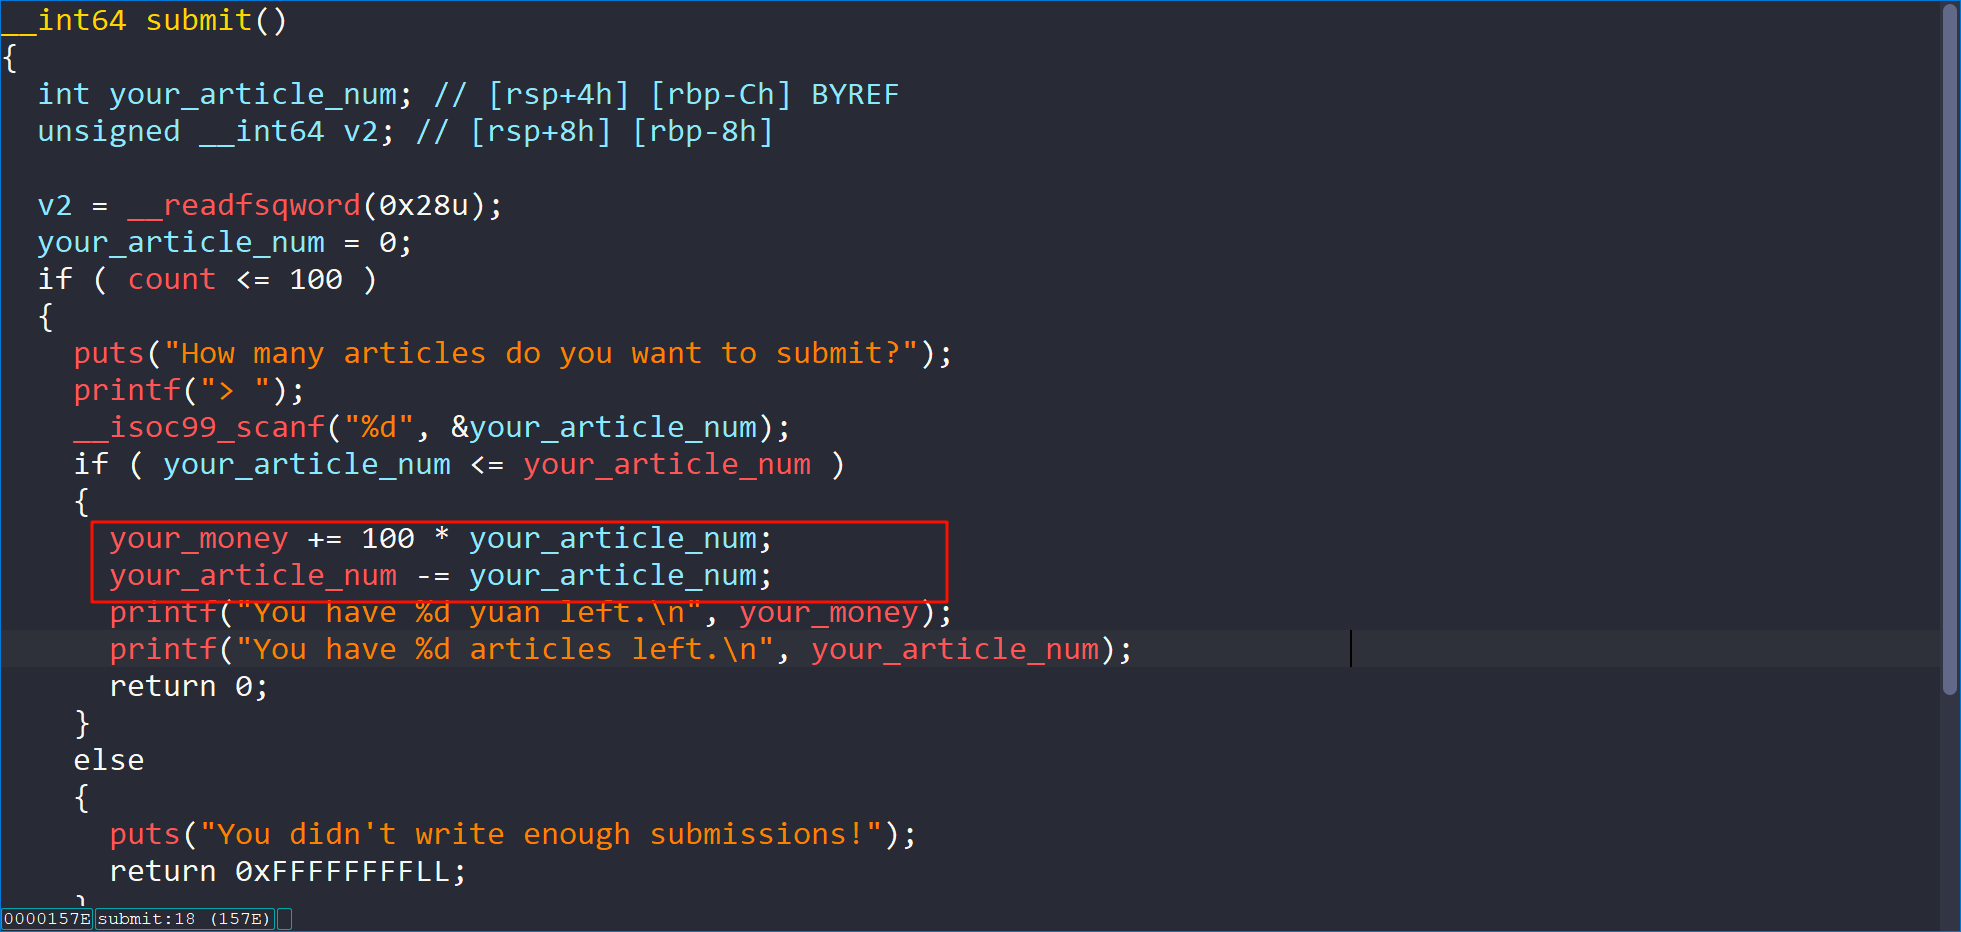 __int64 submit()
{
  int your_article_num; // [rsp+4h] [rbp-Ch] BYREF
  unsigned __int64 v2; // [rsp+8h] [rbp-8h]

  v2 = __readfsqword(0x28u);
  your_article_num = 0;
  if ( count <= 100 )
  {
    puts("How many articles do you want to submit?");
    printf("> ");
    __isoc99_scanf("%d", &your_article_num);
    if ( your_article_num <= your_article_num )
    {
      your_money += 100 * your_article_num;
      your_article_num -= your_article_num;
      printf("You have %d yuan left.\n", your_money);
      printf("You have %d articles left.\n", your_article_num);
      return 0;
    }
    else
    {
      puts("You didn't write enough submissions!");
      return 0xFFFFFFFFLL;
    }
0000157E submit:18 (157E)